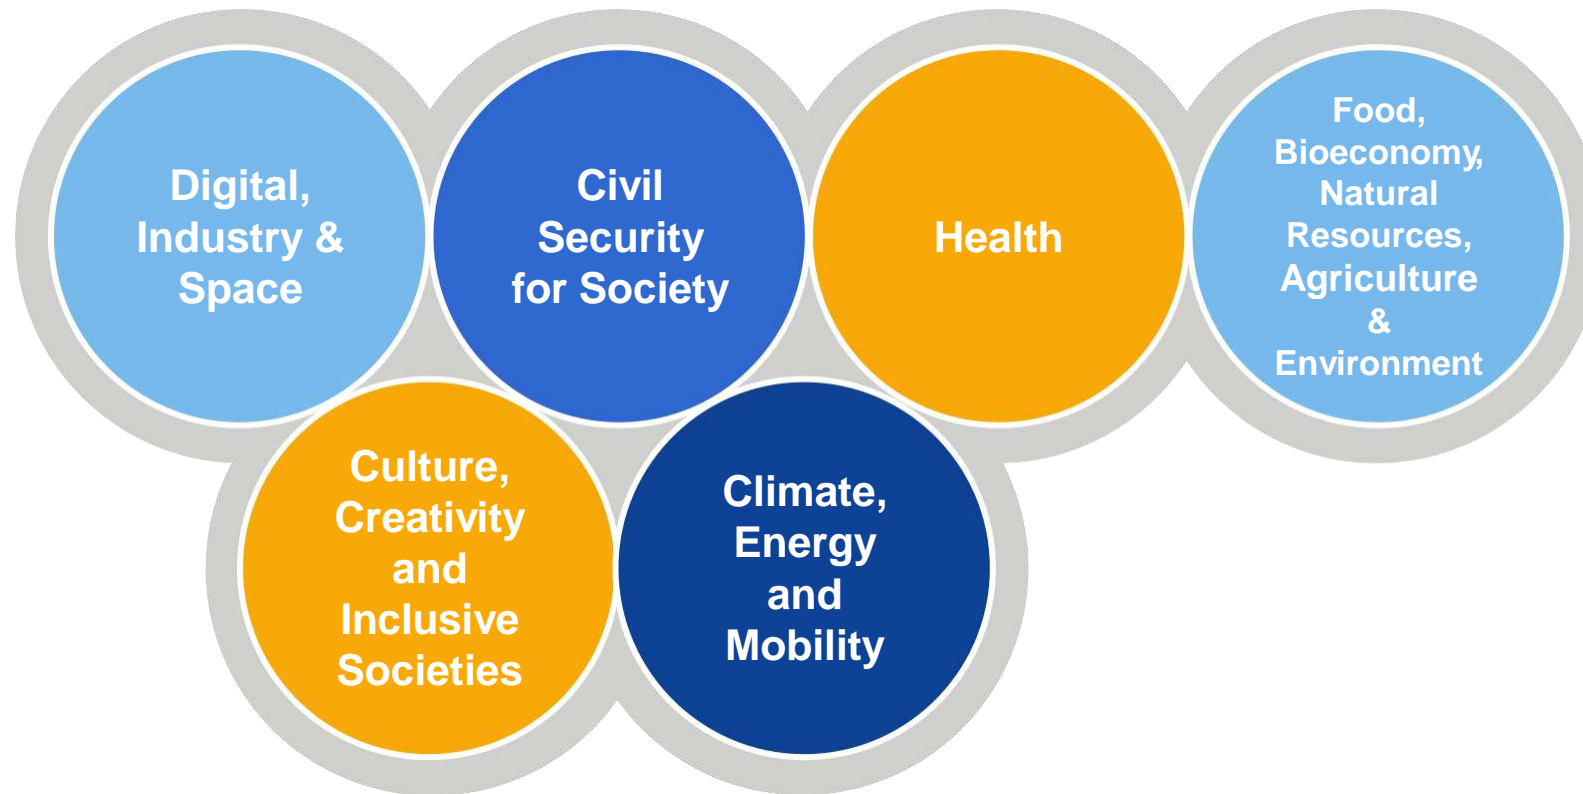 Digital,
Industry &
Space
Civil
Security
for Society
Health
Food,
Bioeconomy,
Natural
Resources,
Agriculture
&
Environment
Culture,
Creativity
and
Inclusive
Societies
Climate,
Energy
and
Mobility